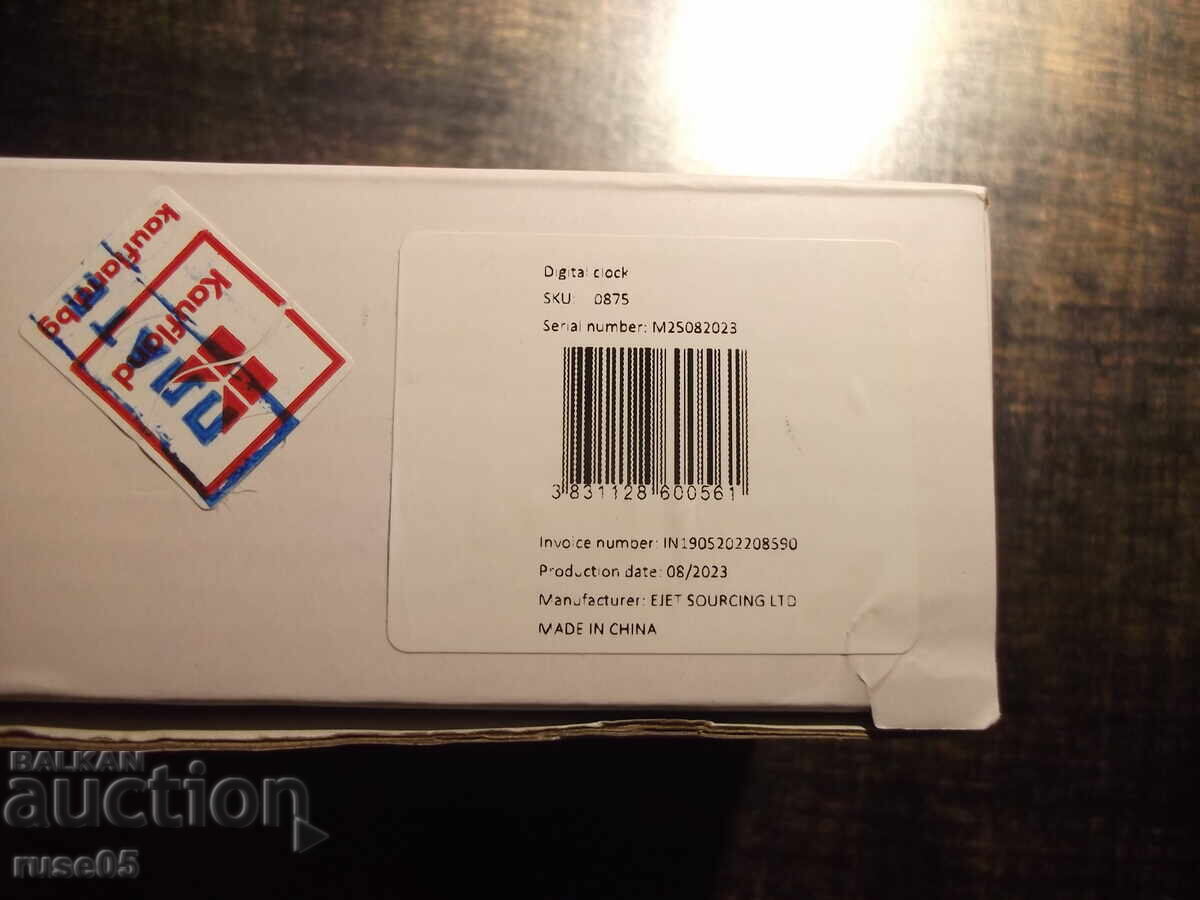 kaufland.bg
Kaufland
Digital clock
SKU: 0875
Serial number: M25082023
3 831128 600561
Invoice number: IN1905202208590
Production date: 08/2023
Manufacturer: EJET SOURCING LTD
MADE IN CHINA
BALKAN
auction
ruse05